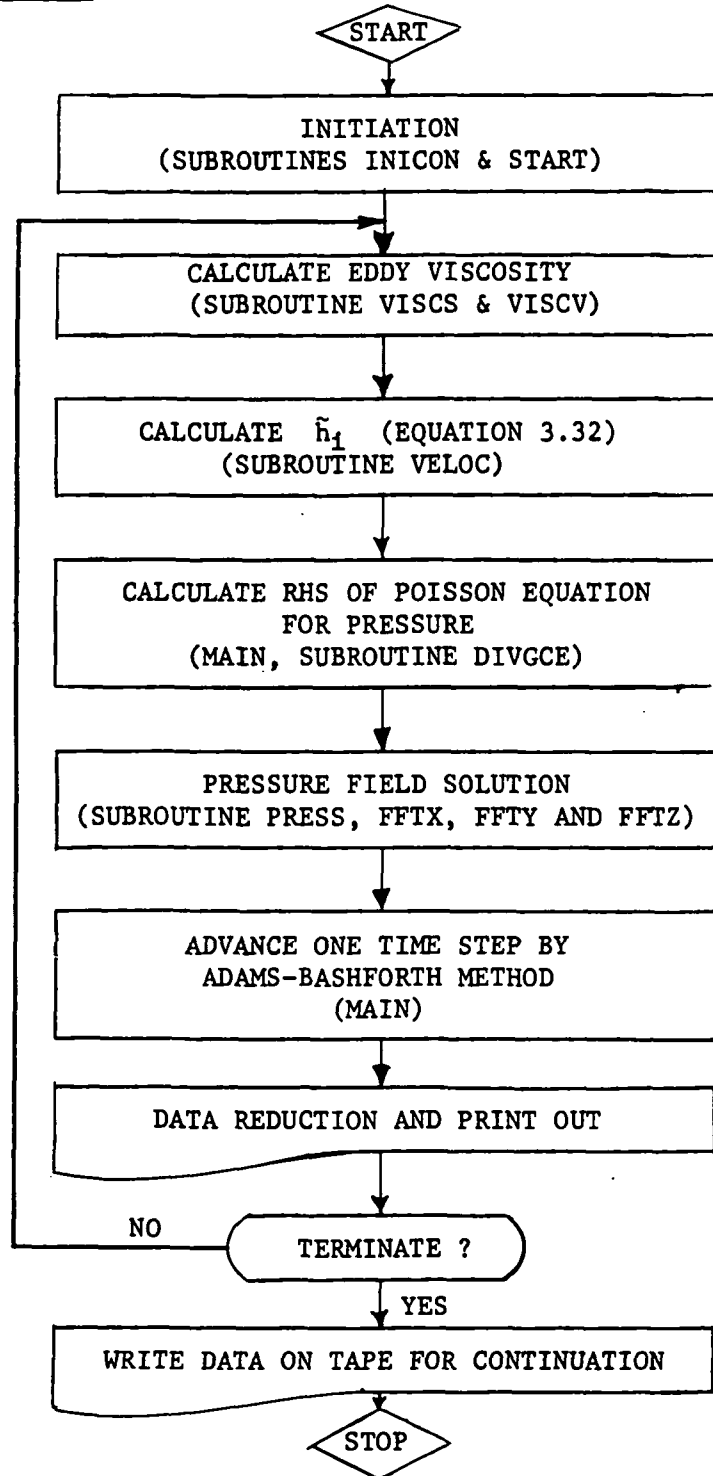 START
INITIATION
(SUBROUTINES INICON & START)
CALCULATE EDDY VISCOSITY
(SUBROUTINE VISCS & VISCV)
CALCULATE h̃i (EQUATION 3.32)
(SUBROUTINE VELOC)
CALCULATE RHS OF POISSON EQUATION
FOR PRESSURE
(MAIN, SUBROUTINE DIVGCE)
PRESSURE FIELD SOLUTION
(SUBROUTINE PRESS, FFTX, FFTY AND FFTZ)
ADVANCE ONE TIME STEP BY
ADAMS-BASHFORTH METHOD
(MAIN)
DATA REDUCTION AND PRINT OUT
NO
TERMINATE ?
YES
WRITE DATA ON TAPE FOR CONTINUATION
STOP